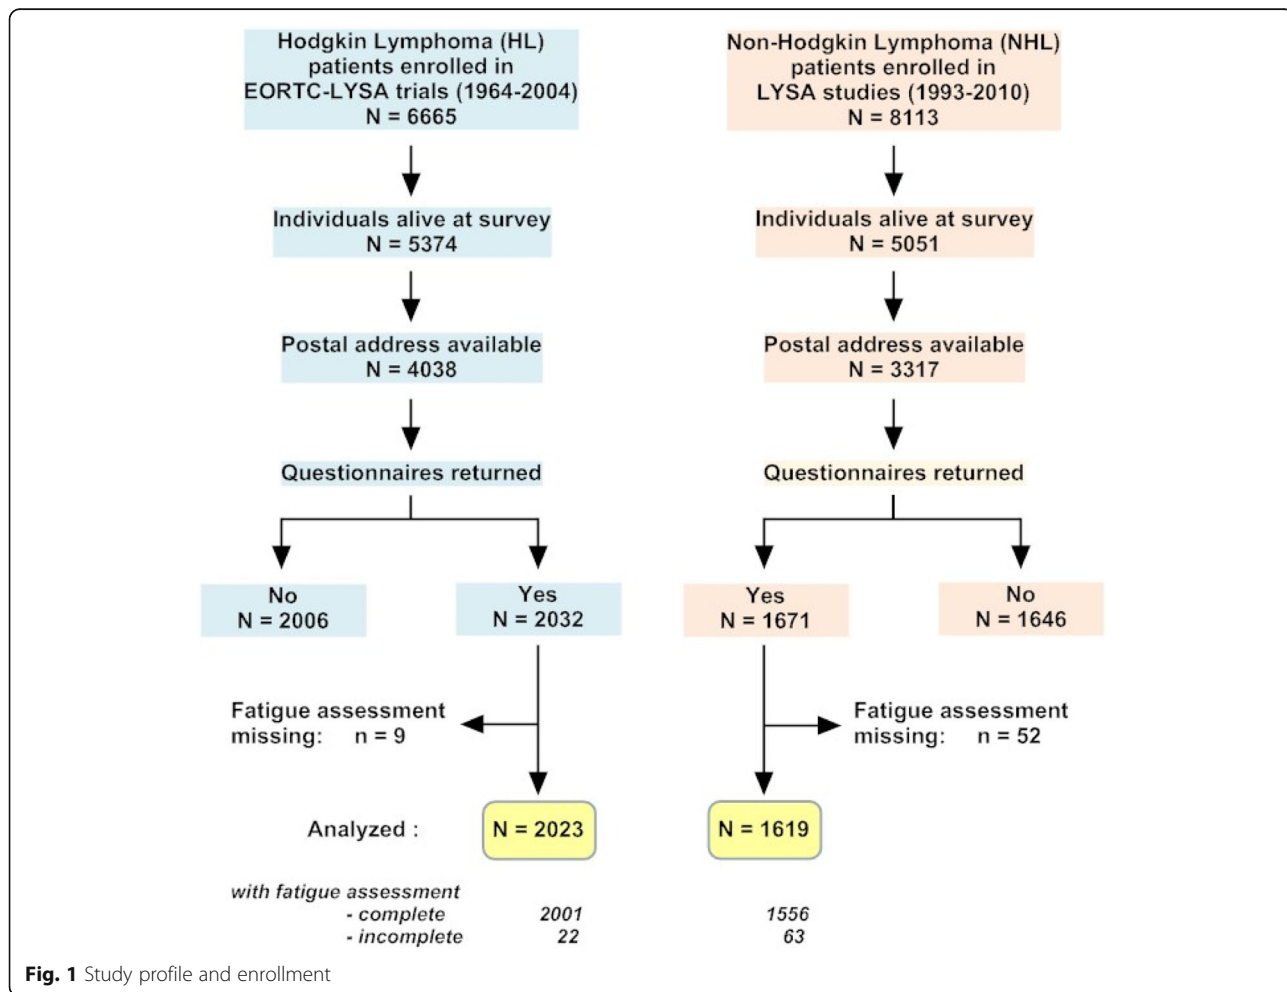 Hodgkin Lymphoma (HL)
patients enrolled in
EORTC-LYSA trials (1964-2004)
N = 6665
Non-Hodgkin Lymphoma (NHL)
patients enrolled in
LYSA studies (1993-2010)
N = 8113
Individuals alive at survey
N = 5374
Individuals alive at survey
N = 5051
Postal address available
N = 4038
Postal address available
N = 3317
Questionnaires returned
Questionnaires returned
No
N = 2006
Yes
N = 2032
Yes
N = 1671
No
N = 1646
Fatigue assessment
missing: n = 9
Fatigue assessment
missing: n = 52
Analyzed :
N = 2023
N = 1619
with fatigue assessment
- complete 2001 1556
- incomplete 22 63
Fig. 1 Study profile and enrollment